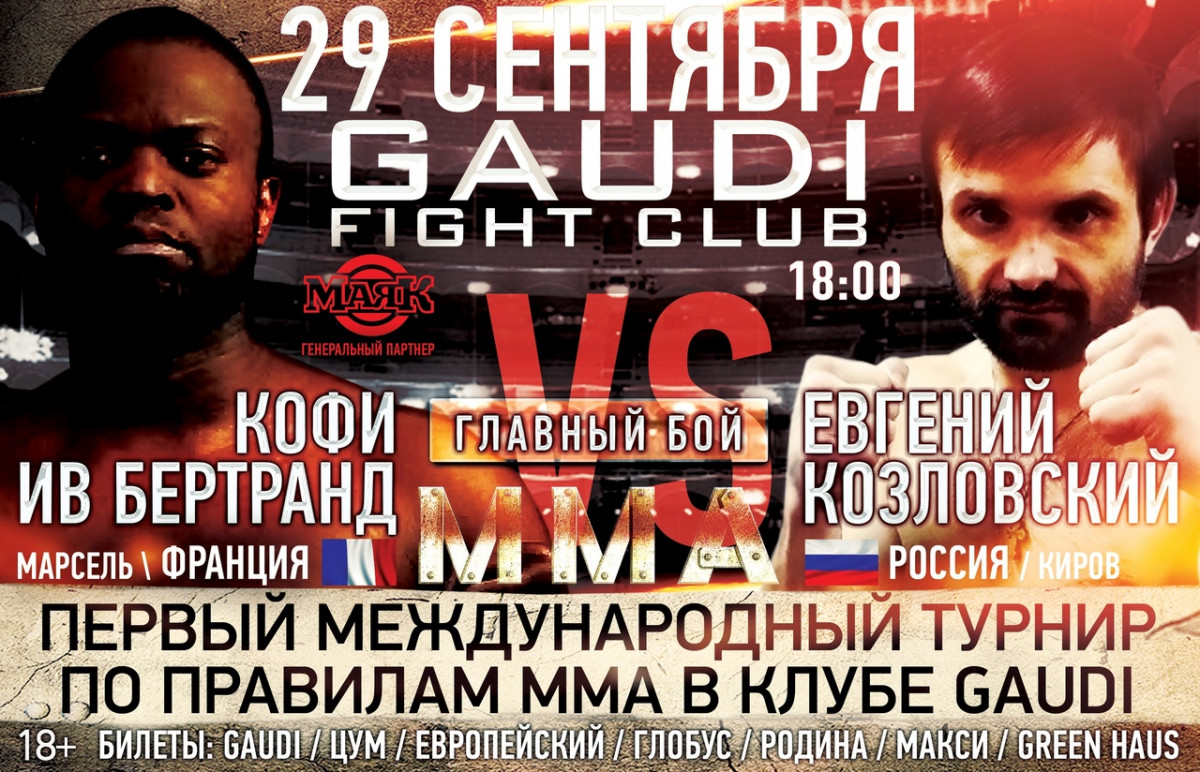 29 СЕНТЯБРЯ
GAUDI
FIGHT CLUB
18:00
МАЯК
ГЕНЕРАЛЬНЫЙ ПАРТНЕР
VS
КОФИ
ИВ БЕРТРАНД
МАРСЕЛЬ \ ФРАНЦИЯ
ГЛАВНЫЙ БОЙ
ММА
ЕВГЕНИЙ
КОЗЛОВСКИЙ
РОССИЯ / КИРОВ
ПЕРВЫЙ МЕЖДУНАРОДНЫЙ ТУРНИР
ПО ПРАВИЛАМ ММА В КЛУБЕ GAUDI
18+ БИЛЕТЫ: GAUDI / ЦУМ / ЕВРОПЕЙСКИЙ / ГЛОБУС / РОДИНА / МАКСИ / GREEN HAUS